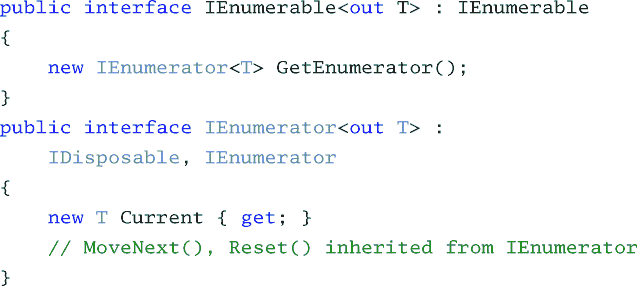 public interface IEnumerable<out T> : IEnumerable
{
    new IEnumerator<T> GetEnumerator();
}
public interface IEnumerator<out T> :
    IDisposable, IEnumerator
{
    new T Current { get; }
    // MoveNext(), Reset() inherited from IEnumerator
}